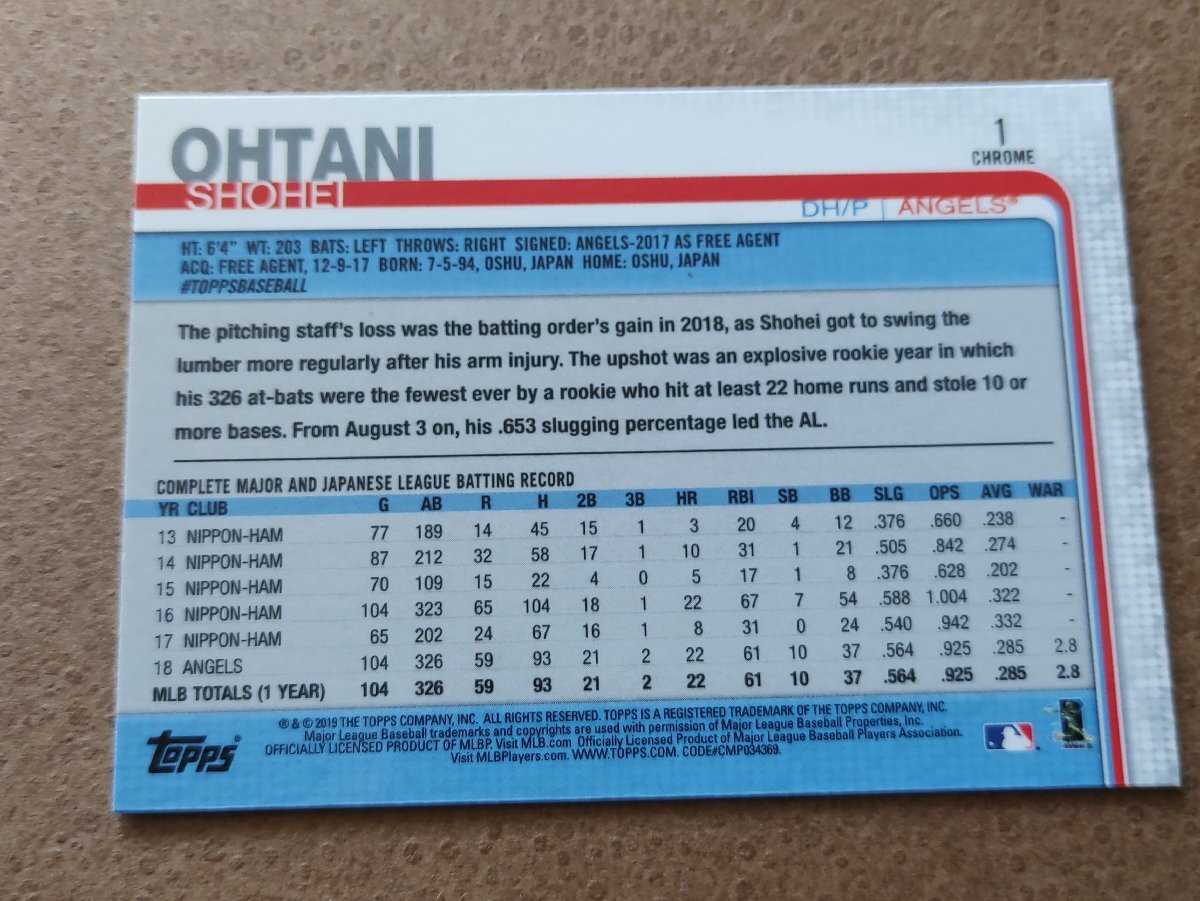 OHTANI
SHOHEI
1
CHROME
DH/P | ANGELS®
HT: 6'4" WT: 203 BATS: LEFT THROWS: RIGHT SIGNED: ANGELS-2017 AS FREE AGENT
ACQ: FREE AGENT, 12-9-17 BORN: 7-5-94, OSHU, JAPAN HOME: OSHU, JAPAN
#TOPPSBASEBALL
The pitching staff's loss was the batting order's gain in 2018, as Shohei got to swing the
lumber more regularly after his arm injury. The upshot was an explosive rookie year in which
his 326 at-bats were the fewest ever by a rookie who hit at least 22 home runs and stole 10 or
more bases. From August 3 on, his .653 slugging percentage led the AL.
COMPLETE MAJOR AND JAPANESE LEAGUE BATTING RECORD
YR CLUB G AB R H 2B 3B HR RBI SB BB SLG OPS AVG WAR
13 NIPPON-HAM 77 189 14 45 15 1 3 20 4 12 .376 .660 .238 -
14 NIPPON-HAM 87 212 32 58 17 1 10 31 1 21 .505 .842 .274 -
15 NIPPON-HAM 70 109 15 22 4 0 5 17 1 8 .376 .628 .202 -
16 NIPPON-HAM 104 323 65 104 18 1 22 67 7 54 .588 1.004 .322 -
17 NIPPON-HAM 65 202 24 67 16 1 8 31 0 24 .540 .942 .332 -
18 ANGELS 104 326 59 93 21 2 22 61 10 37 .564 .925 .285 2.8
MLB TOTALS (1 YEAR) 104 326 59 93 21 2 22 61 10 37 .564 .925 .285 2.8
® & © 2019 THE TOPPS COMPANY, INC. ALL RIGHTS RESERVED. TOPPS IS A REGISTERED TRADEMARK OF THE TOPPS COMPANY, INC.
Major League Baseball trademarks and copyrights are used with permission of Major League Baseball Properties, Inc.
OFFICIALLY LICENSED PRODUCT OF MLBP. Visit MLB.com Officially Licensed Product of Major League Baseball Players Association.
Visit MLBPlayers.com. WWW.TOPPS.COM. CODE#CMP034369.
Topps®